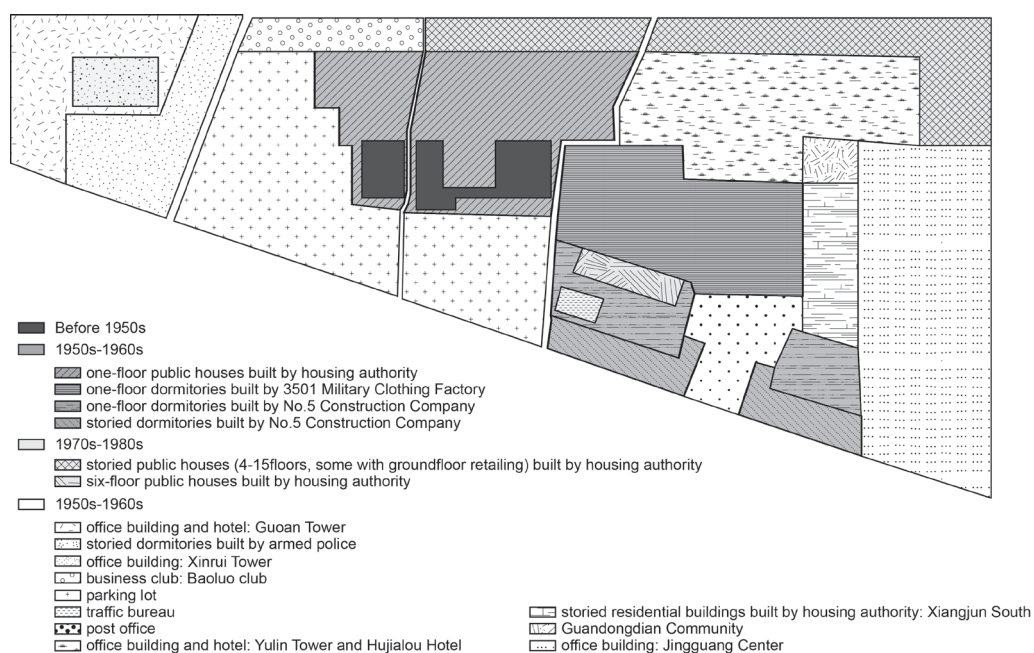 Before 1950s
1950s-1960s
one-floor public houses built by housing authority
one-floor dormitories built by 3501 Military Clothing Factory
one-floor dormitories built by No.5 Construction Company
storied dormitories built by No.5 Construction Company
1970s-1980s
storied public houses (4-15floors, some with groundfloor retailing) built by housing authority
six-floor public houses built by housing authority
1950s-1960s
office building and hotel: Guoan Tower
storied dormitories built by armed police
office building: Xinrui Tower
business club: Baoluo club
parking lot
traffic bureau
post office
office building and hotel: Yulin Tower and Hujialou Hotel
storied residential buildings built by housing authority: Xiangjun South
Guandongdian Community
office building: Jingguang Center